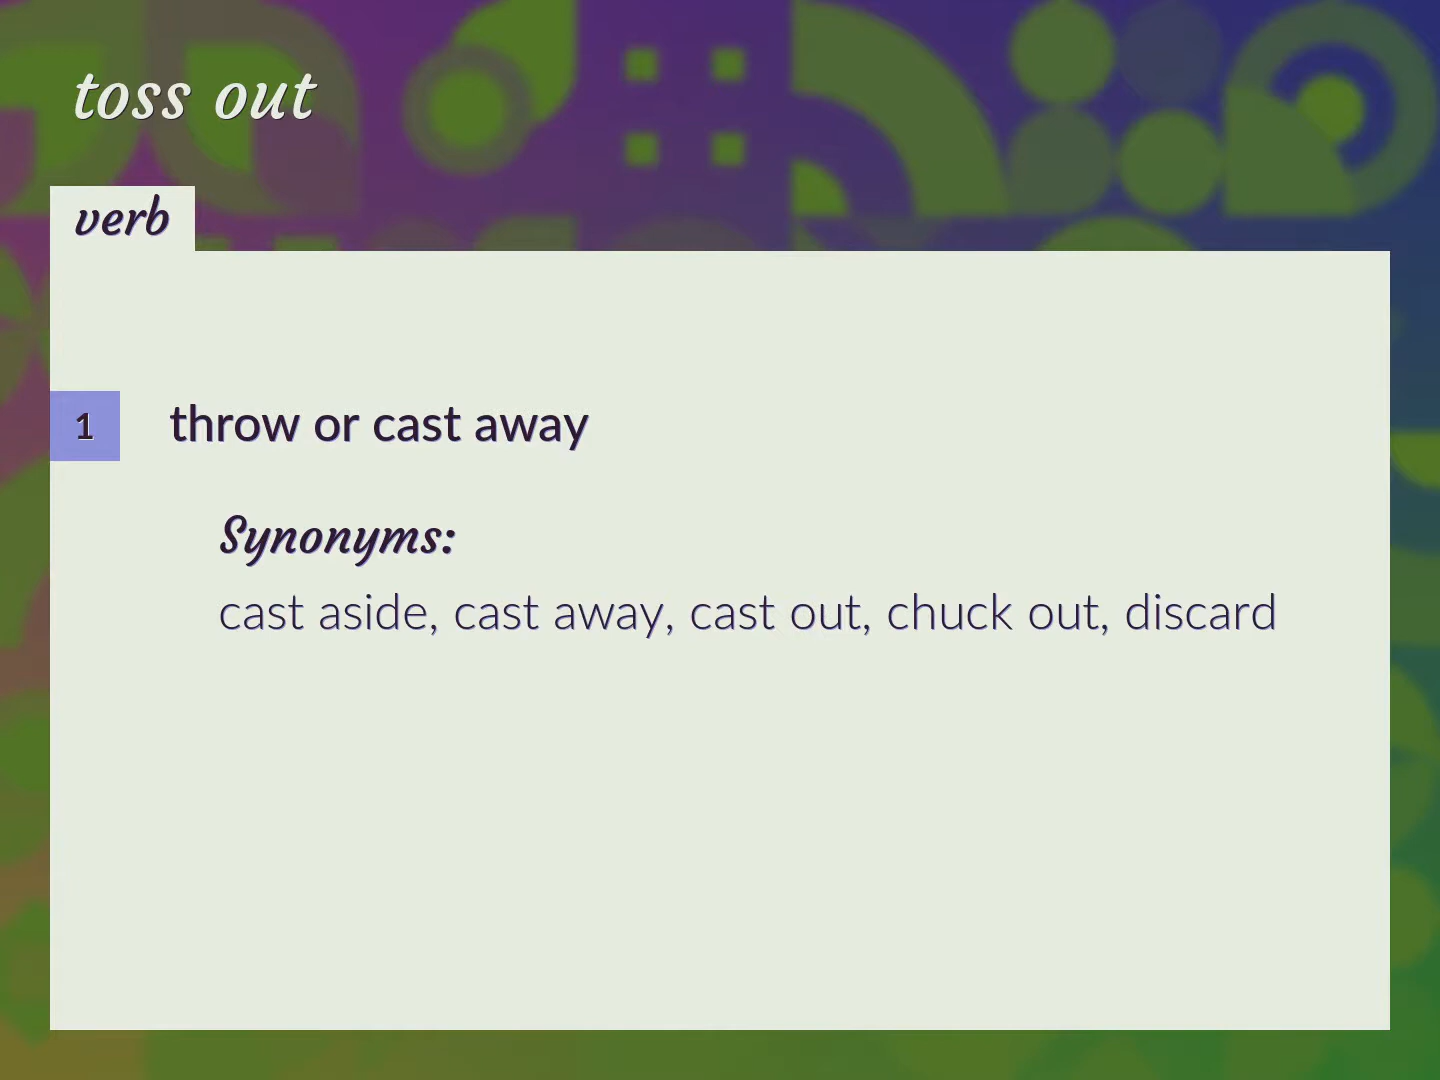 toss out
verb
1
throw or cast away
Synonyms:
cast aside, cast away, cast out, chuck out, discard